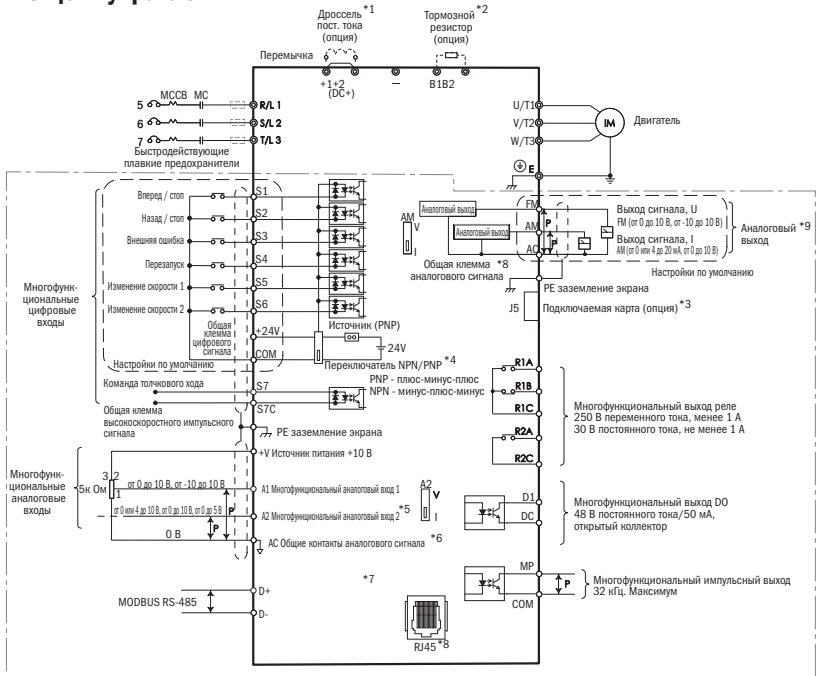 Дроссель *1
пост. тока
(опция)
Тормозной *2
резистор
(опция)
Перемычка
+1 +2
(DC+)
—
B1B2
MCCB MC
5
6
7
R/L 1
S/L 2
T/L 3
Быстродействующие
плавкие предохранители
U/T1
V/T2
W/T3
IM
Двигатель
E
Вперед / стоп
S1
Назад / стоп
S2
Внешняя ошибка
S3
Перезапуск
S4
Изменение скорости 1
S5
Изменение скорости 2
S6
Многофунк-
циональные
цифровые
входы
Общая
клемма
цифрового
сигнала
+24V
COM
Настройки по умолчанию
Источник (PNP)
24V
Переключатель NPN/PNP *4
PNP - плюс-минус-плюс
NPN - минус-плюс-минус
Команда толчкового хода
S7
Общая клемма
высокоскоростного импульсного
сигнала
S7C
PE заземление экрана
AM
V
I
Аналоговый выход
Аналоговый выход
FM
AM
AC
P
P
Общая клемма *8
аналогового сигнала
Выход сигнала, U
FM (от 0 до 10 В, от -10 до 10 В)
Выход сигнала, I
AM (от 0 или 4 до 20 мА, от 0 до 10 В)
Аналоговый *9
выход
Настройки по умолчанию
PE заземление экрана
J5
Подключаемая карта (опция) *3
R1A
R1B
R1C
R2A
R2C
Многофункциональный выход реле
250 В переменного тока, менее 1 А
30 В постоянного тока, не менее 1 А
Многофунк-
циональные
аналоговые
входы
+V Источник питания +10 В
3
2
1
5к Ом
от 0 до 10 В, от -10 до 10 В
A1 Многофункциональный аналоговый вход 1
от 0 или 4 до 10 В, от 0 до 10 В, от 0 до 5 В
A2 Многофункциональный аналоговый вход 2 *5
P
P
0 В
AC Общие контакты аналогового сигнала *6
A2
V
I
D1
DC
Многофункциональный выход DO
48 В постоянного тока/50 мА,
открытый коллектор
MP
COM
P
Многофункциональный импульсный выход
32 кГц. Максимум
*7
MODBUS RS-485
D+
D-
RJ45 *8